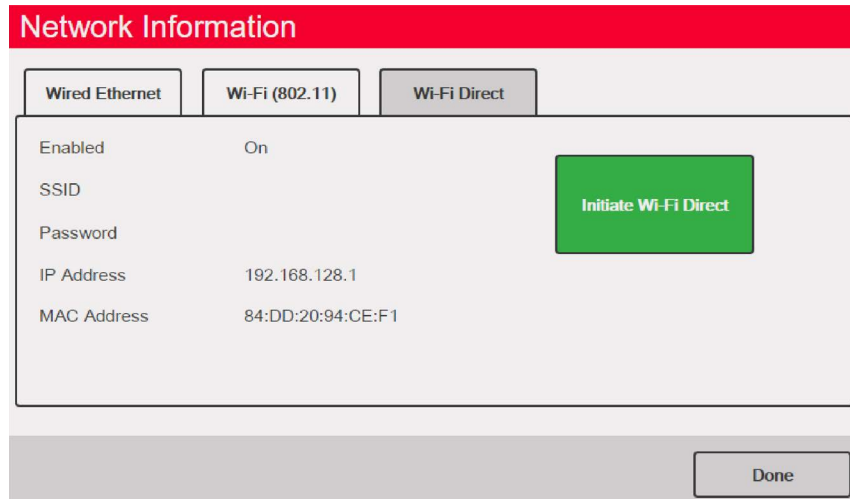 Network Information
Wired Ethernet Wi-Fi (802.11) Wi-Fi Direct
Enabled On
SSID
Initiate Wi-Fi Direct
Password
IP Address 192.168.128.1
MAC Address 84:DD:20:94:CE:F1
Done